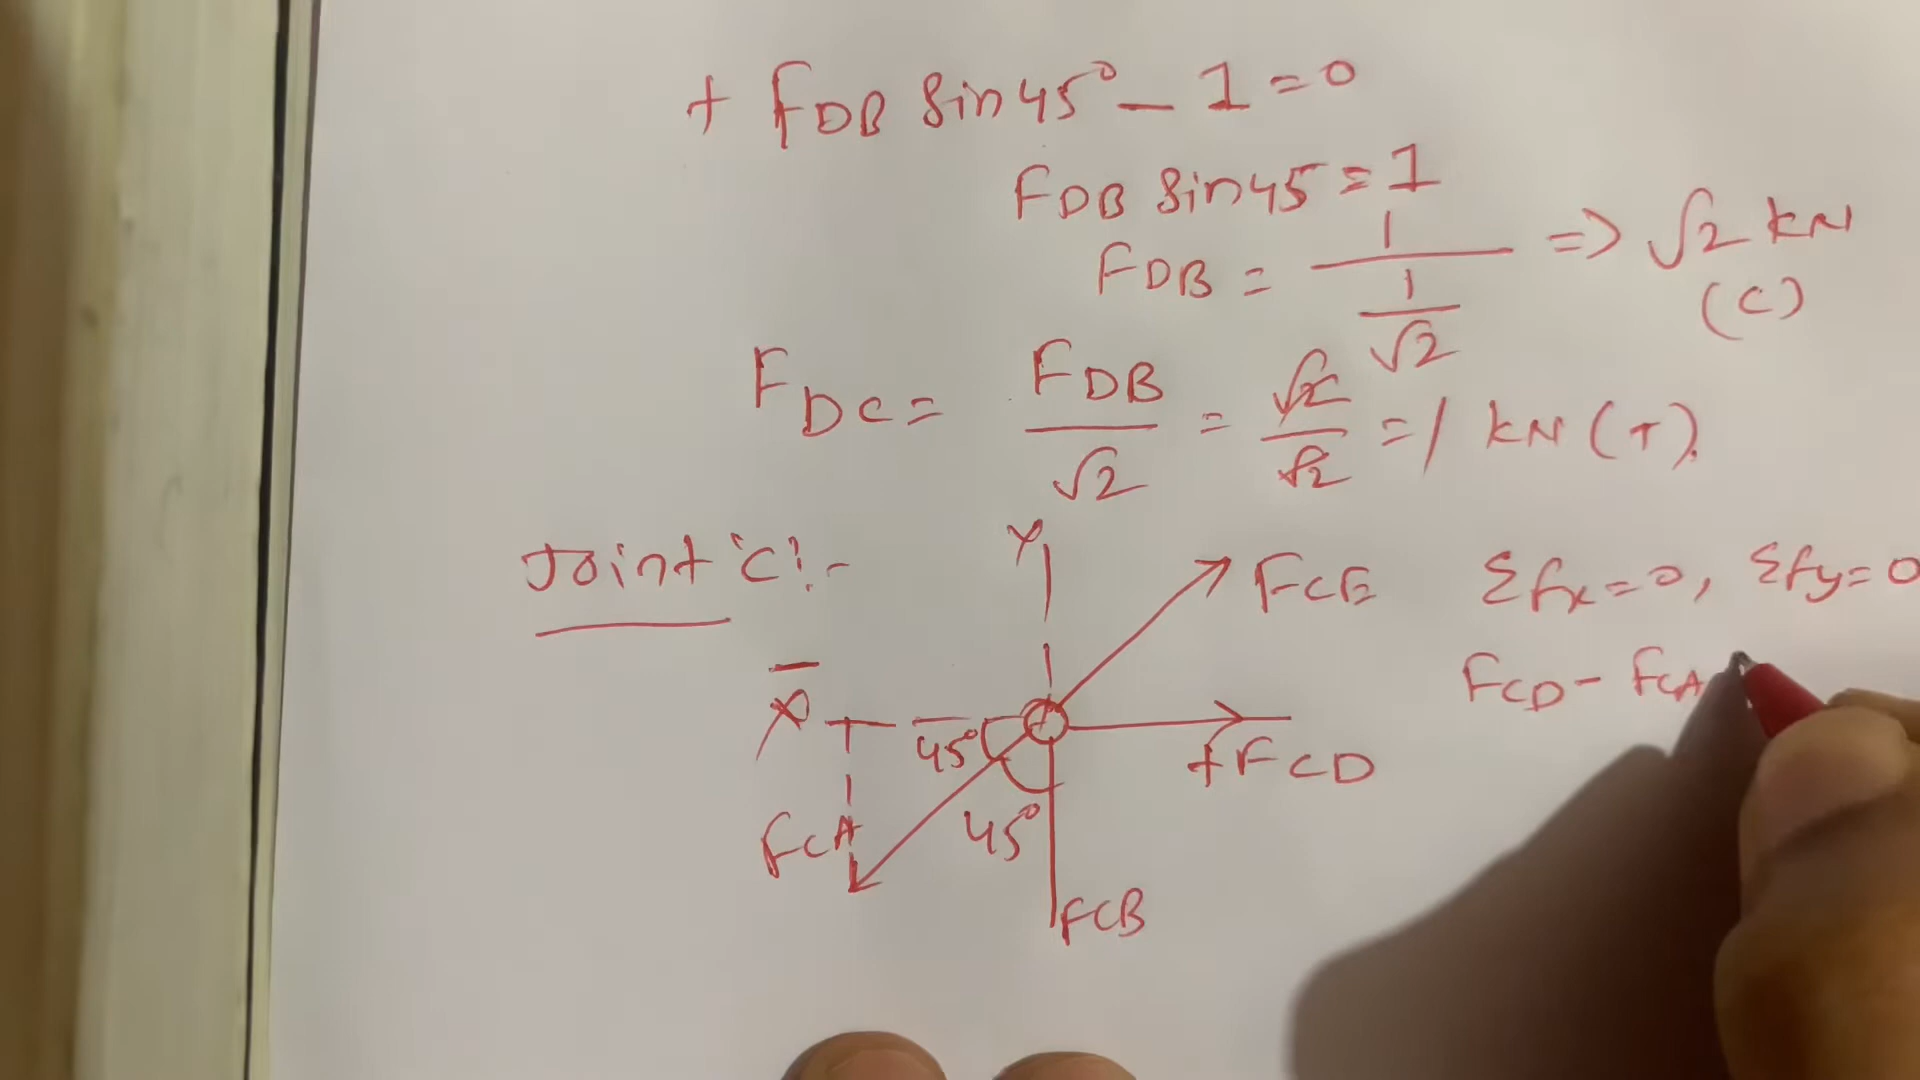 + FDB Sin45° - 1 = 0
FDB Sin45 = 1
FDB = 1 / 1/√2 => √2 kN
(C)
FDC = FDB/√2 = √2/√2 = 1 kN (T).
Joint 'C':-
Y
FCE
Σfx=0, Σfy=0
FCD - FCA
X
45°
+FCD
45°
FCA
FCB